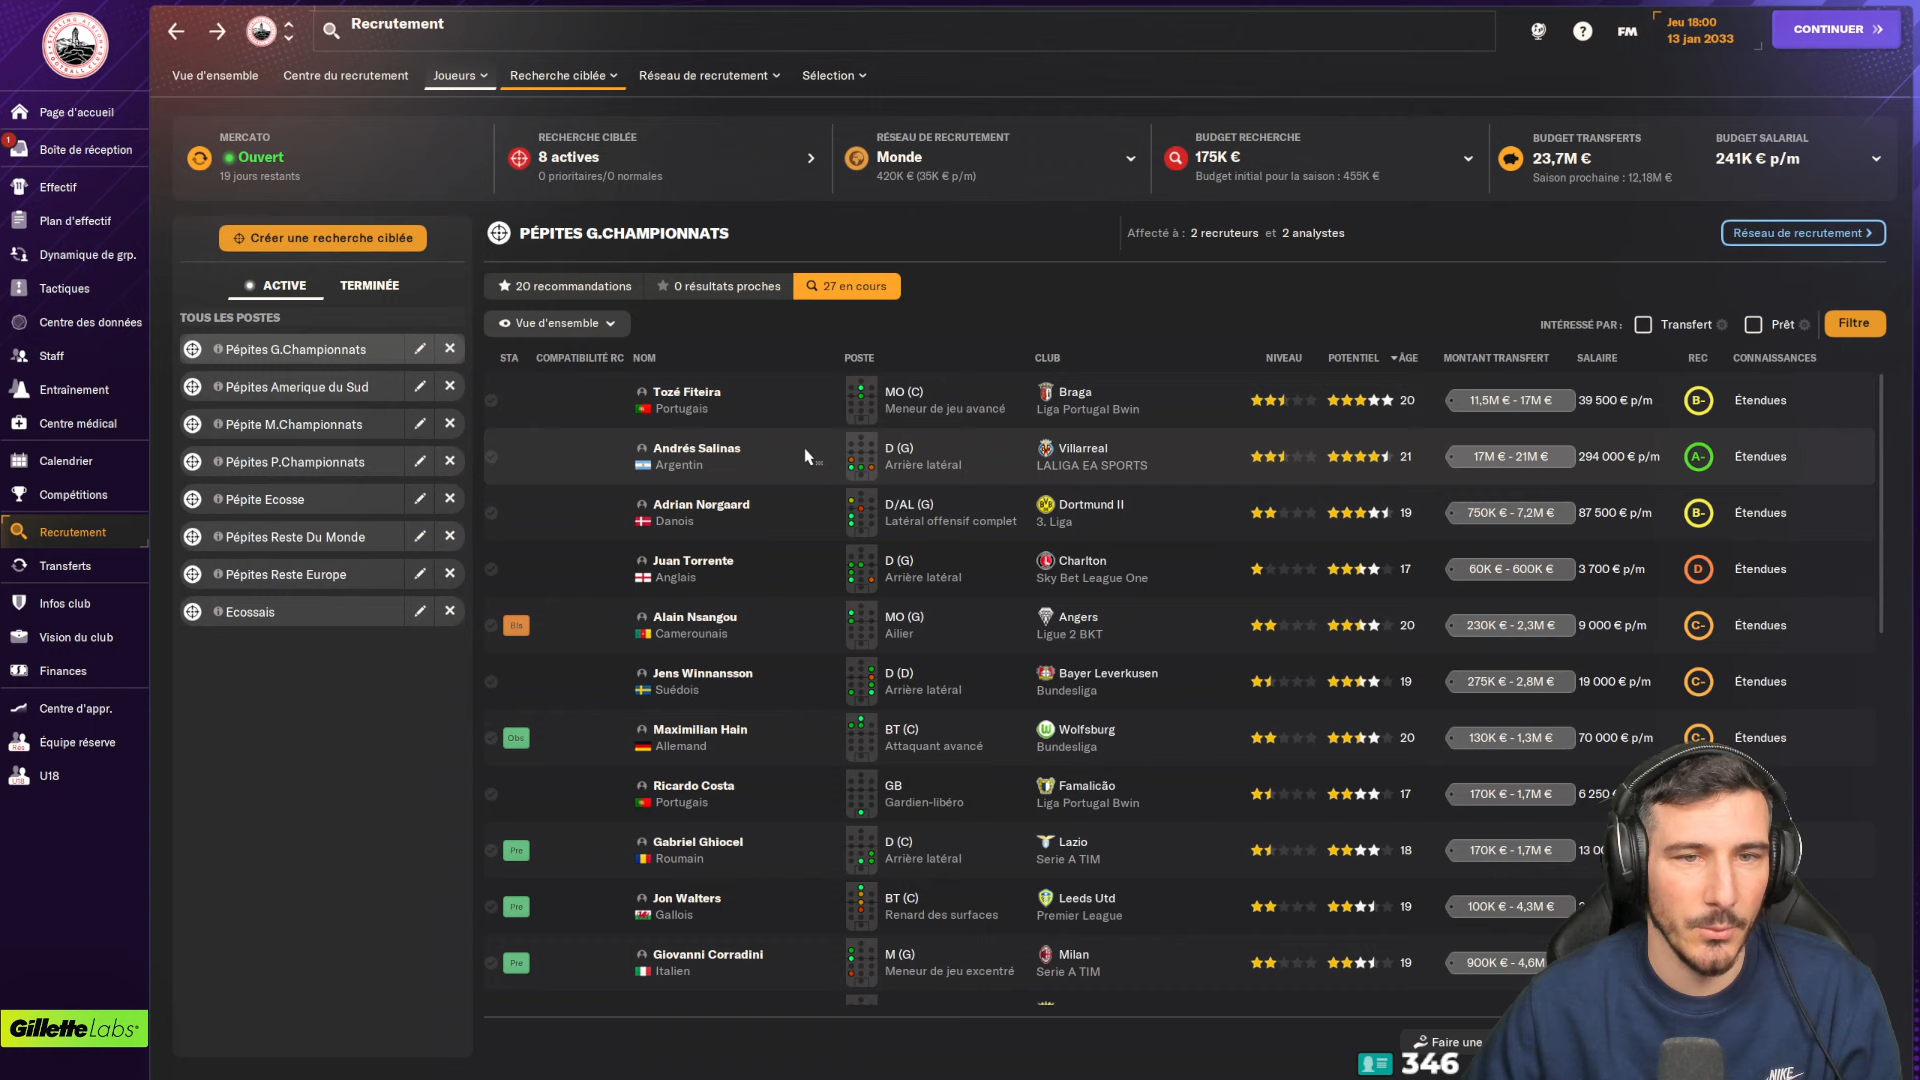 Recrutement
FM
Jeu 18:00
13 jan 2033
CONTINUER
Vue d'ensemble
Centre du recrutement
Joueurs
Recherche ciblée
Réseau de recrutement
Sélection
Page d'accueil
1
Boîte de réception
Effectif
Plan d'effectif
Dynamique de grp.
Tactiques
Centre des données
Staff
Entraînement
Centre médical
Calendrier
Compétitions
Recrutement
Transferts
Infos club
Vision du club
Finances
Centre d'appr.
Équipe réserve
U18
GilletteLabs
MERCATO
Ouvert
19 jours restants
RECHERCHE CIBLÉE
8 actives
0 prioritaires/0 normales
RÉSEAU DE RECRUTEMENT
Monde
420K € (35K € p/m)
BUDGET RECHERCHE
175K €
Budget initial pour la saison : 455K €
BUDGET TRANSFERTS
23,7M €
Saison prochaine : 12,18M €
BUDGET SALARIAL
241K € p/m
Créer une recherche ciblée
ACTIVE
TERMINÉE
TOUS LES POSTES
Pépites G.Championnats
Pépites Amerique du Sud
Pépite M.Championnats
Pépites P.Championnats
Pépite Ecosse
Pépites Reste Du Monde
Pépites Reste Europe
Ecossais
PÉPITES G.CHAMPIONNATS
Affecté à : 2 recruteurs et 2 analystes
Réseau de recrutement
20 recommandations
0 résultats proches
27 en cours
Vue d'ensemble
INTÉRESSÉ PAR :
Transfert
Prêt
Filtre
STA COMPATIBILITÉ RC NOM POSTE CLUB NIVEAU POTENTIEL ÂGE MONTANT TRANSFERT SALAIRE REC CONNAISSANCES
Tozé Fiteira MO (C) Braga 20 11,5M € - 17M € 39 500 € p/m B- Étendues
Portugais Meneur de jeu avancé Liga Portugal Bwin
Andrés Salinas D (G) Villarreal 21 17M € - 21M € 294 000 € p/m A- Étendues
Argentin Arrière latéral LALIGA EA SPORTS
Adrian Nørgaard D/AL (G) Dortmund II 19 750K € - 7,2M € 87 500 € p/m B- Étendues
Danois Latéral offensif complet 3. Liga
Juan Torrente D (G) Charlton 17 60K € - 600K € 3 700 € p/m D Étendues
Anglais Arrière latéral Sky Bet League One
Bls Alain Nsangou MO (G) Angers 20 230K € - 2,3M € 9 000 € p/m C- Étendues
Camerounais Ailier Ligue 2 BKT
Jens Winnansson D (D) Bayer Leverkusen 19 275K € - 2,8M € 19 000 € p/m C- Étendues
Suédois Arrière latéral Bundesliga
Obs Maximilian Hain BT (C) Wolfsburg 20 130K € - 1,3M € 70 000 € p/m C- Étendues
Allemand Attaquant avancé Bundesliga
Ricardo Costa GB Famalicão 17 170K € - 1,7M € 6 250 €
Portugais Gardien-libéro Liga Portugal Bwin
Pre Gabriel Ghiocel D (C) Lazio 18 170K € - 1,7M €
Roumain Arrière latéral Serie A TIM
Pre Jon Walters BT (C) Leeds Utd 19 100K € - 4,3M €
Gallois Renard des surfaces Premier League
Pre Giovanni Corradini M (G) Milan 19 900K € - 4,6M
Italien Meneur de jeu excentré Serie A TIM
Faire une
346
NIKE